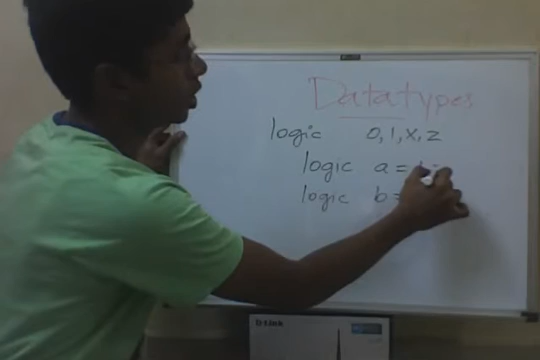 Datatypes
logic 0, 1, x, z
logic a =
logic b =
D-Link